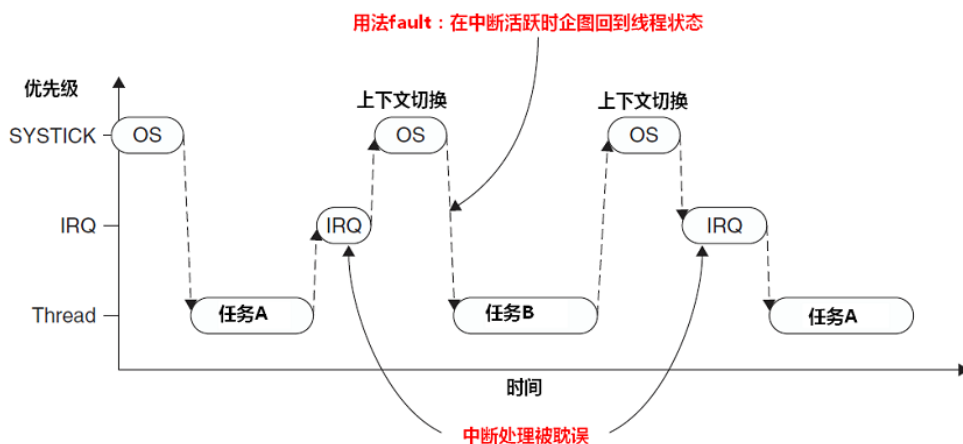 用法fault：在中断活跃时企图回到线程状态
优先级
上下文切换
上下文切换
SYSTICK
OS
OS
OS
IRQ
IRQ
IRQ
Thread
任务A
任务B
任务A
时间
中断处理被耽误